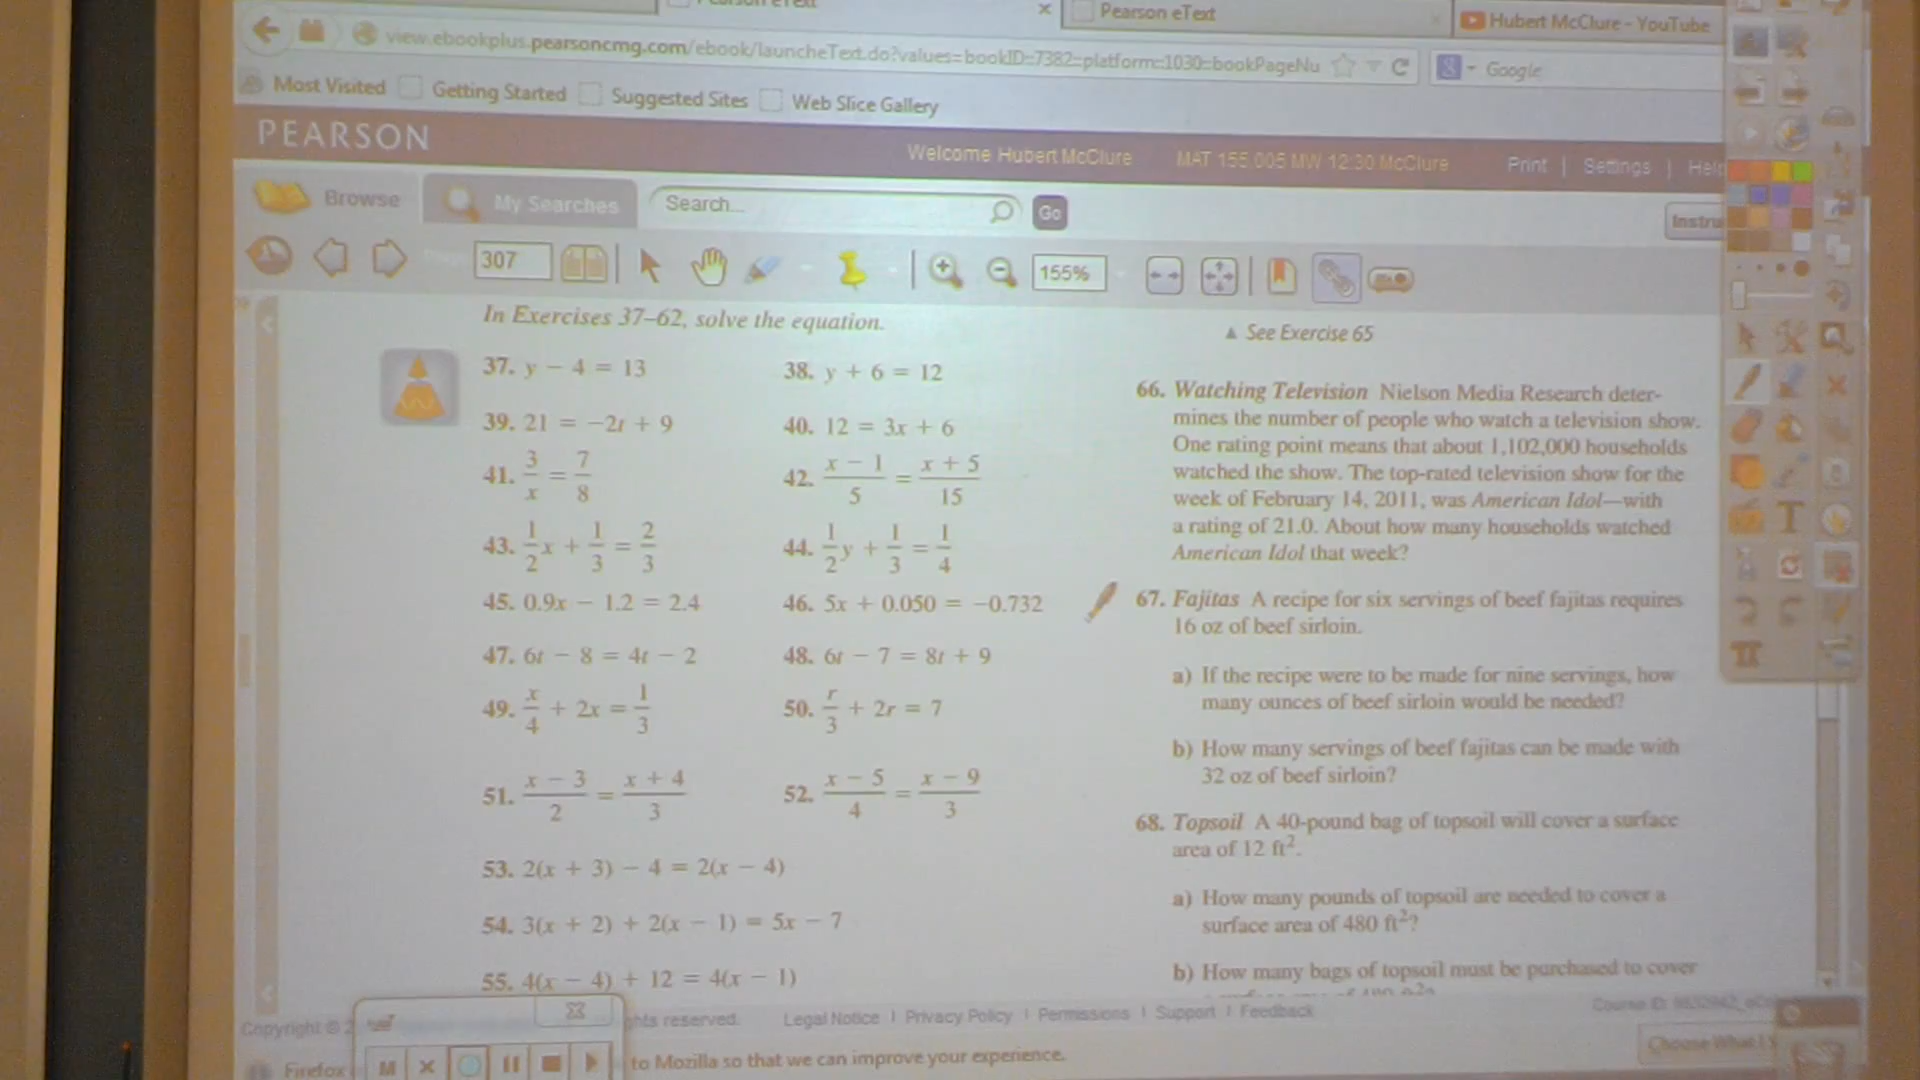 Pearson eText
Hubert McClure - YouTube
view.ebookplus.pearsoncmg.com/ebook/launcheText.do?values=bookID=7382=platform=1030=bookPageNu
Google
Most Visited Getting Started Suggested Sites Web Slice Gallery
PEARSON
Welcome Hubert McClure MAT 155 005 MW 12:30 McClure Print | Settings | Help
Browse My Searches Search... Go
Instru
307 155%
In Exercises 37–62, solve the equation.
37. y − 4 = 13
38. y + 6 = 12
39. 21 = −2t + 9
40. 12 = 3x + 6
41. 3/x = 7/8
42. (x − 1)/5 = (x + 5)/15
43. 1/2 x + 1/3 = 2/3
44. 1/2 y + 1/3 = 1/4
45. 0.9x − 1.2 = 2.4
46. 5x + 0.050 = −0.732
47. 6t − 8 = 4t − 2
48. 6t − 7 = 8t + 9
49. x/4 + 2x = 1/3
50. r/3 + 2r = 7
51. (x − 3)/2 = (x + 4)/3
52. (x − 5)/4 = (x − 9)/3
53. 2(x + 3) − 4 = 2(x − 4)
54. 3(x + 2) + 2(x − 1) = 5x − 7
55. 4(x − 4) + 12 = 4(x − 1)
▲ See Exercise 65
66. Watching Television Nielson Media Research deter-
mines the number of people who watch a television show.
One rating point means that about 1,102,000 households
watched the show. The top-rated television show for the
week of February 14, 2011, was American Idol—with
a rating of 21.0. About how many households watched
American Idol that week?
67. Fajitas A recipe for six servings of beef fajitas requires
16 oz of beef sirloin.
a) If the recipe were to be made for nine servings, how
many ounces of beef sirloin would be needed?
b) How many servings of beef fajitas can be made with
32 oz of beef sirloin?
68. Topsoil A 40-pound bag of topsoil will cover a surface
area of 12 ft².
a) How many pounds of topsoil are needed to cover a
surface area of 480 ft²?
b) How many bags of topsoil must be purchased to cover
Copyright © 2
ghts reserved. Legal Notice | Privacy Policy | Permissions | Support | Feedback
Course ID:
Firefox
to Mozilla so that we can improve your experience.
Choose What I S